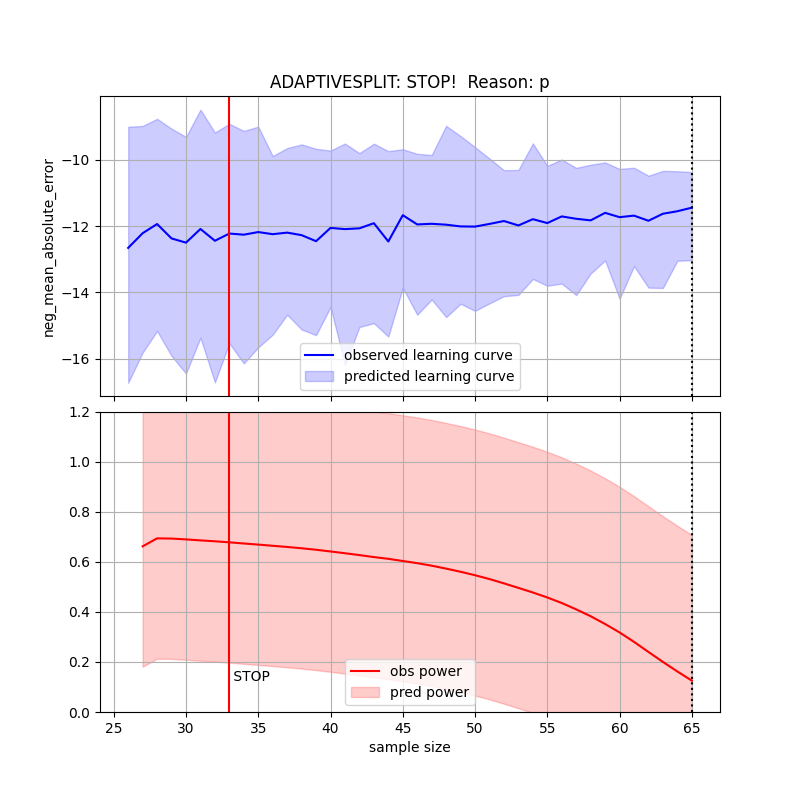 ADAPTIVESPLIT: STOP!  Reason: p
neg_mean_absolute_error
−10
−12
−14
−16
observed learning curve
predicted learning curve
1.2
1.0
0.8
0.6
0.4
0.2
0.0
STOP
obs power
pred power
25 30 35 40 45 50 55 60 65
sample size